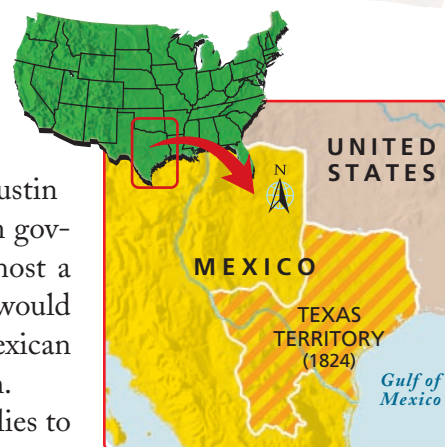 ustin
n gov-
nost a
would
exican
n.
lies to
UNITED
STATES
N
MEXICO
TEXAS
TERRITORY
(1824)
Gulf of
Mexico